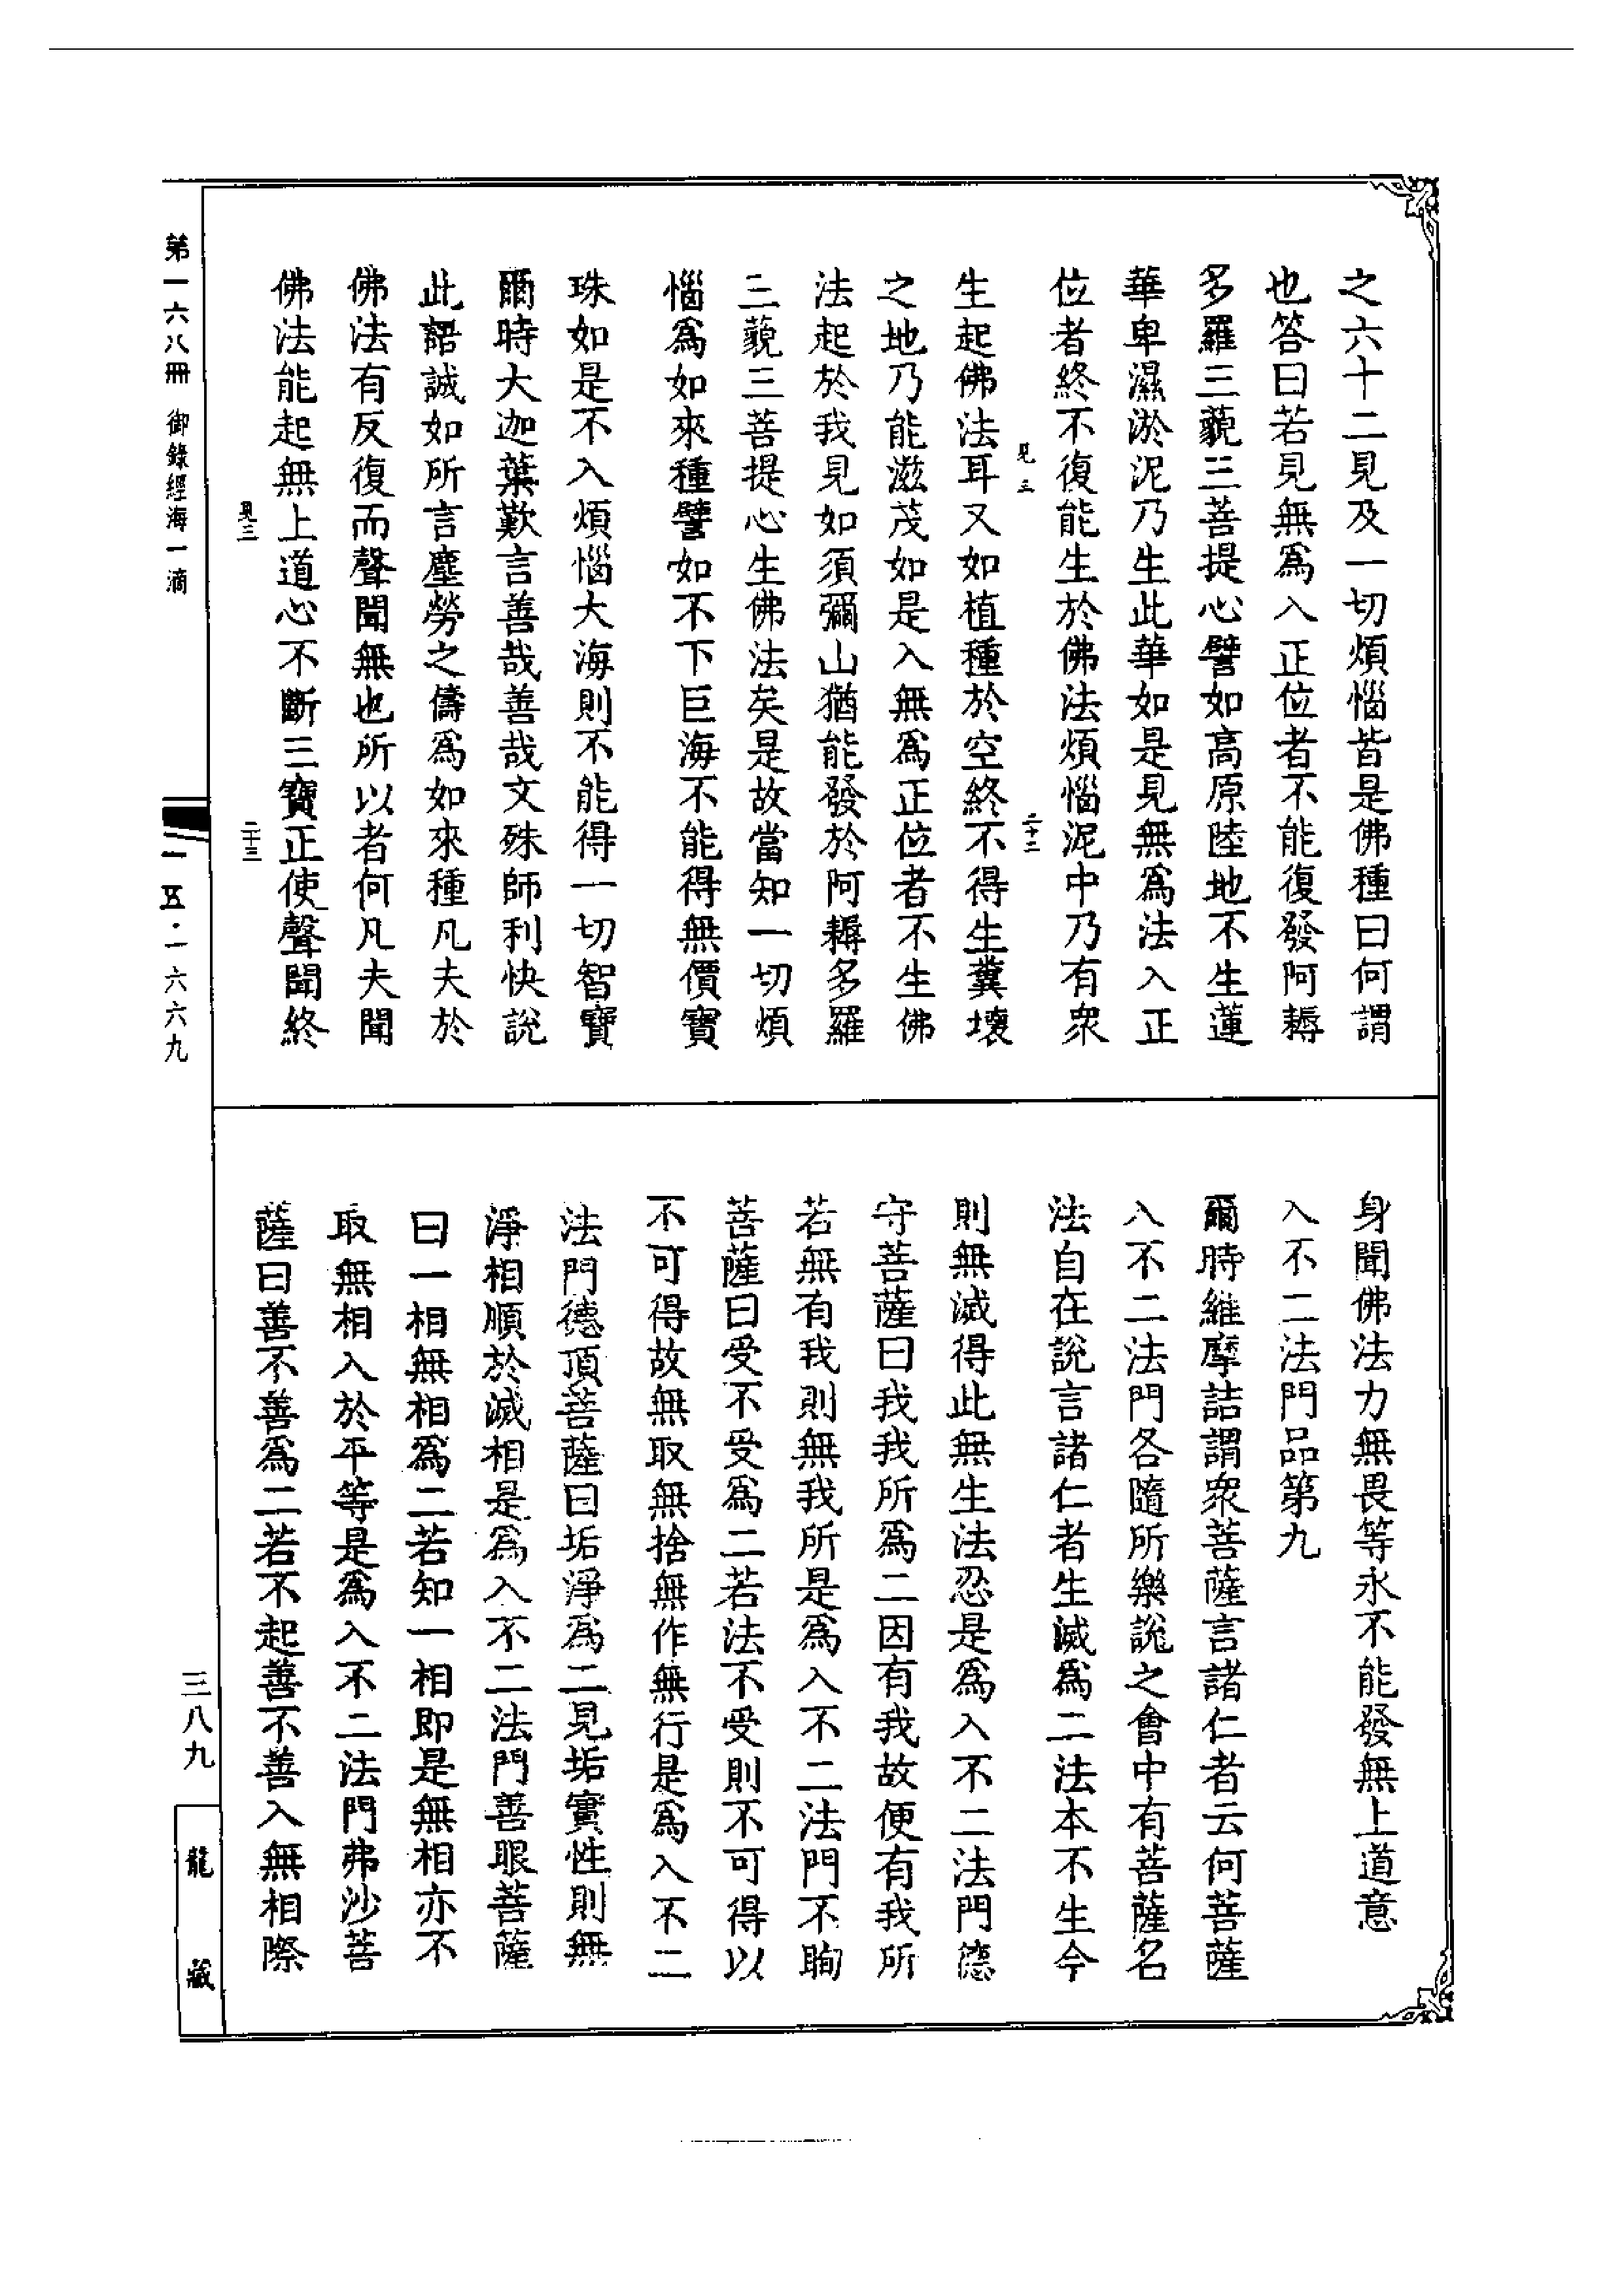 之六十二見及一切煩惱皆是佛種曰何謂
也答曰若見無爲入正位者不能復發阿耨
多羅三藐三菩提心譬如高原陸地不生蓮
華卑濕淤泥乃生此華如是見無爲法入正
位者終不復能生於佛法煩惱泥中乃有衆
見三
二十二
生起佛法耳又如植種於空終不得生糞壤
之地乃能滋茂如是入無爲正位者不生佛
法起於我見如須彌山猶能發於阿耨多羅
三藐三菩提心生佛法矣是故當知一切煩
惱爲如來種譬如不下巨海不能得無價寶
珠如是不入煩惱大海則不能得一切智寶
爾時大迦葉歎言善哉善哉文殊師利快說
此語誠如所言塵勞之儔爲如來種凡夫於
佛法有反復而聲聞無也所以者何凡夫聞
佛法能起無上道心不斷三寶正使聲聞終
見三
二十三
身聞佛法力無畏等永不能發無上道意
入不二法門品第九
爾時維摩詰謂衆菩薩言諸仁者云何菩薩
入不二法門各隨所樂說之會中有菩薩名
法自在說言諸仁者生滅爲二法本不生今
則無滅得此無生法忍是爲入不二法門德
守菩薩曰我我所爲二因有我故便有我所
若無有我則無我所是爲入不二法門不眴
菩薩曰受不受爲二若法不受則不可得以
不可得故無取無捨無作無行是爲入不二
法門德頂菩薩曰垢淨爲二見垢實性則無
淨相順於滅相是爲入不二法門善眼菩薩
曰一相無相爲二若知一相即是無相亦不
取無相入於平等是爲入不二法門弗沙菩
薩曰善不善爲二若不起善不善入無相際
第一六八冊 御錄經海一滴
一五·一六六九
三八九
龍藏